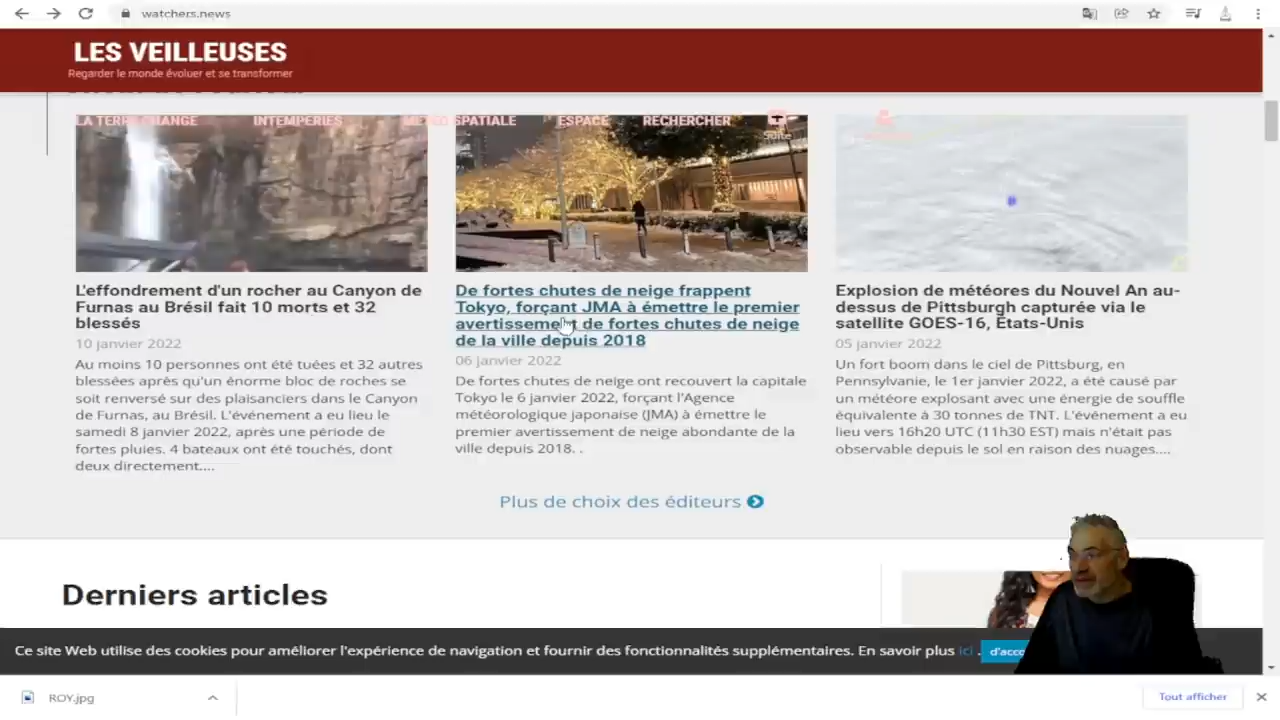 watchers.news
LES VEILLEUSES
Regarder le monde évoluer et se transformer
LA TERRE CHANGE INTEMPÉRIES MÉTÉO SPATIALE ESPACE RECHERCHER
Suite
L'effondrement d'un rocher au Canyon de
Furnas au Brésil fait 10 morts et 32
blessés
10 janvier 2022
Au moins 10 personnes ont été tuées et 32 autres
blessées après qu'un énorme bloc de roches se
soit renversé sur des plaisanciers dans le Canyon
de Furnas, au Brésil. L'événement a eu lieu le
samedi 8 janvier 2022, après une période de
fortes pluies. 4 bateaux ont été touchés, dont
deux directement....
De fortes chutes de neige frappent
Tokyo, forçant JMA à émettre le premier
avertissement de fortes chutes de neige
de la ville depuis 2018
06 janvier 2022
De fortes chutes de neige ont recouvert la capitale
Tokyo le 6 janvier 2022, forçant l'Agence
météorologique japonaise (JMA) à émettre le
premier avertissement de neige abondante de la
ville depuis 2018. .
Explosion de météores du Nouvel An au-
dessus de Pittsburgh capturée via le
satellite GOES-16, États-Unis
05 janvier 2022
Un fort boom dans le ciel de Pittsburg, en
Pennsylvanie, le 1er janvier 2022, a été causé par
un météore explosant avec une énergie de souffle
équivalente à 30 tonnes de TNT. L'événement a eu
lieu vers 16h20 UTC (11h30 EST) mais n'était pas
observable depuis le sol en raison des nuages....
Plus de choix des éditeurs
Derniers articles
Ce site Web utilise des cookies pour améliorer l'expérience de navigation et fournir des fonctionnalités supplémentaires. En savoir plus ici .
ROY.jpg
Tout afficher